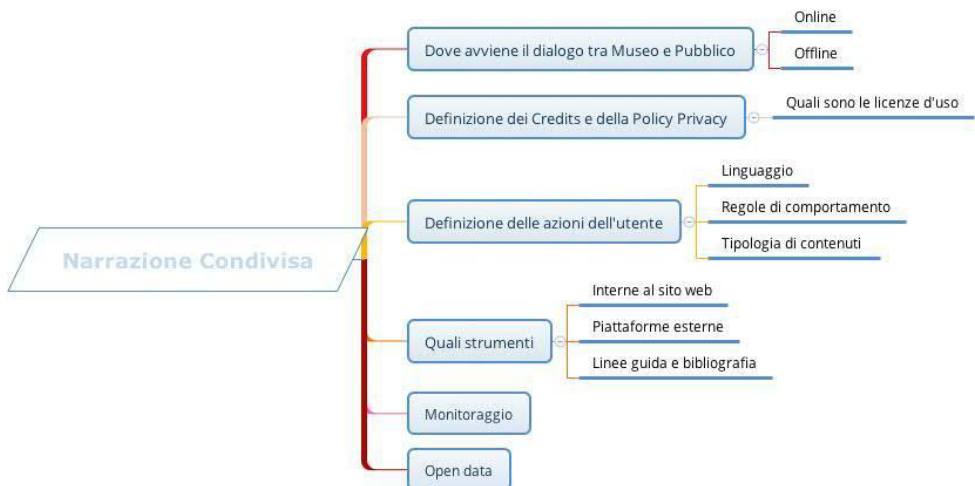 Narrazione Condivisa
Dove avviene il dialogo tra Museo e Pubblico
Online
Offline
Definizione dei Credits e della Policy Privacy
Quali sono le licenze d'uso
Definizione delle azioni dell'utente
Linguaggio
Regole di comportamento
Tipologia di contenuti
Quali strumenti
Interne al sito web
Piattaforme esterne
Linee guida e bibliografia
Monitoraggio
Open data